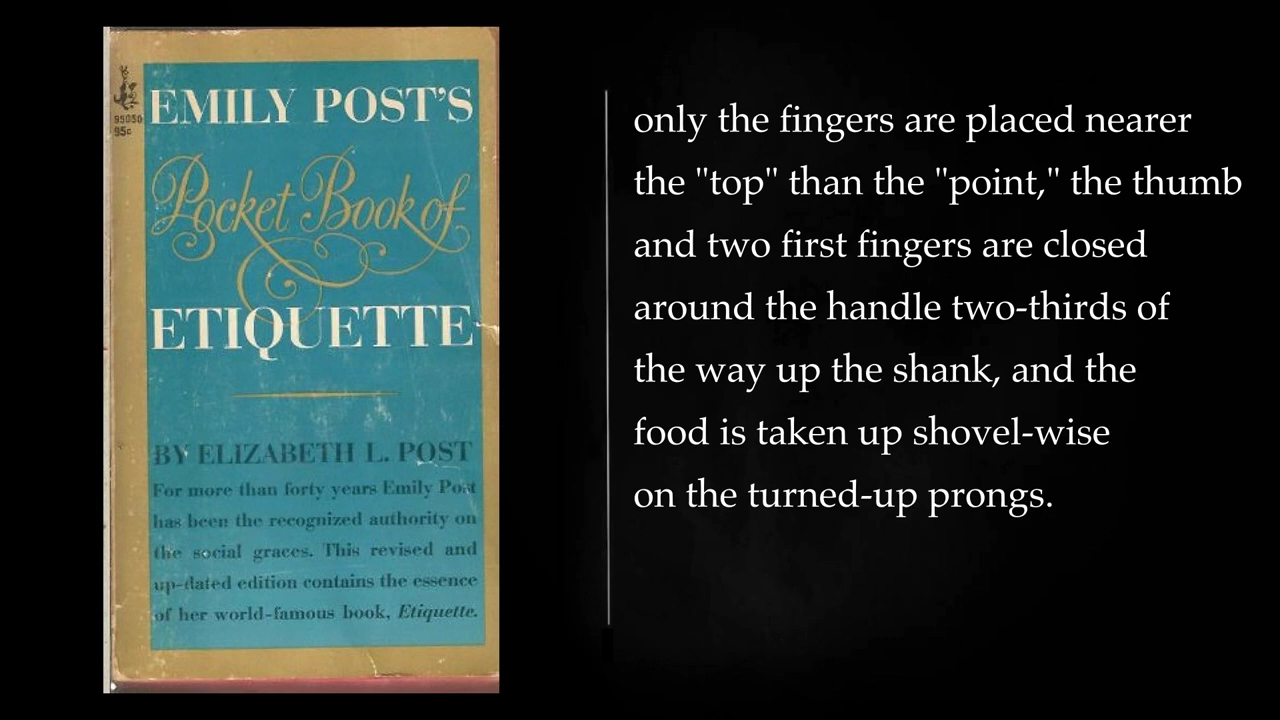 95050
95c
EMILY POST'S
Pocket Book of
ETIQUETTE
BY ELIZABETH L. POST
For more than forty years Emily Post
has been the recognized authority on
the social graces. This revised and
up-dated edition contains the essence
of her world-famous book, Etiquette.
only the fingers are placed nearer
the "top" than the "point," the thumb
and two first fingers are closed
around the handle two-thirds of
the way up the shank, and the
food is taken up shovel-wise
on the turned-up prongs.